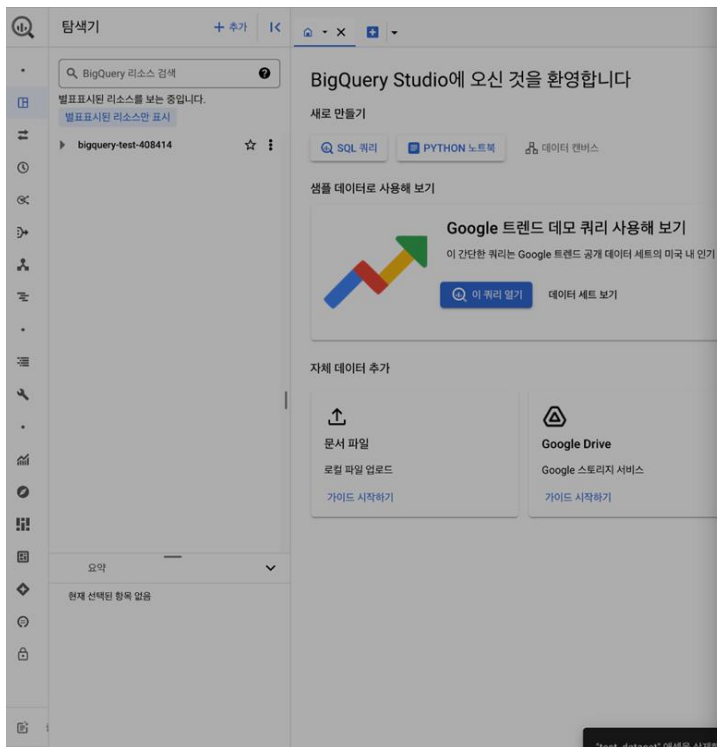 탐색기
+ 추가
BigQuery 리소스 검색
별표표시된 리소스를 보는 중입니다.
별표표시된 리소스만 표시
bigquery-test-408414
요약
현재 선택된 항목 없음
BigQuery Studio에 오신 것을 환영합니다
새로 만들기
SQL 쿼리
PYTHON 노트북
데이터 캔버스
샘플 데이터로 사용해 보기
Google 트렌드 데모 쿼리 사용해 보기
이 간단한 쿼리는 Google 트렌드 공개 데이터 세트의 미국 내 인기
이 쿼리 열기
데이터 세트 보기
자체 데이터 추가
문서 파일
로컬 파일 업로드
가이드 시작하기
Google Drive
Google 스토리지 서비스
가이드 시작하기